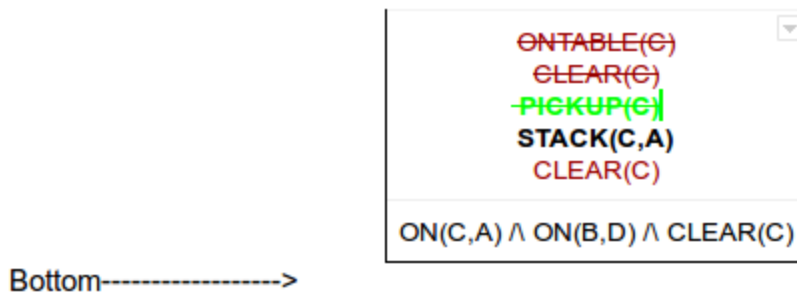 ONTABLE(C)
CLEAR(C)
PICKUP(C)
STACK(C,A)
CLEAR(C)
ON(C,A) /\ ON(B,D) /\ CLEAR(C)
Bottom------------------>